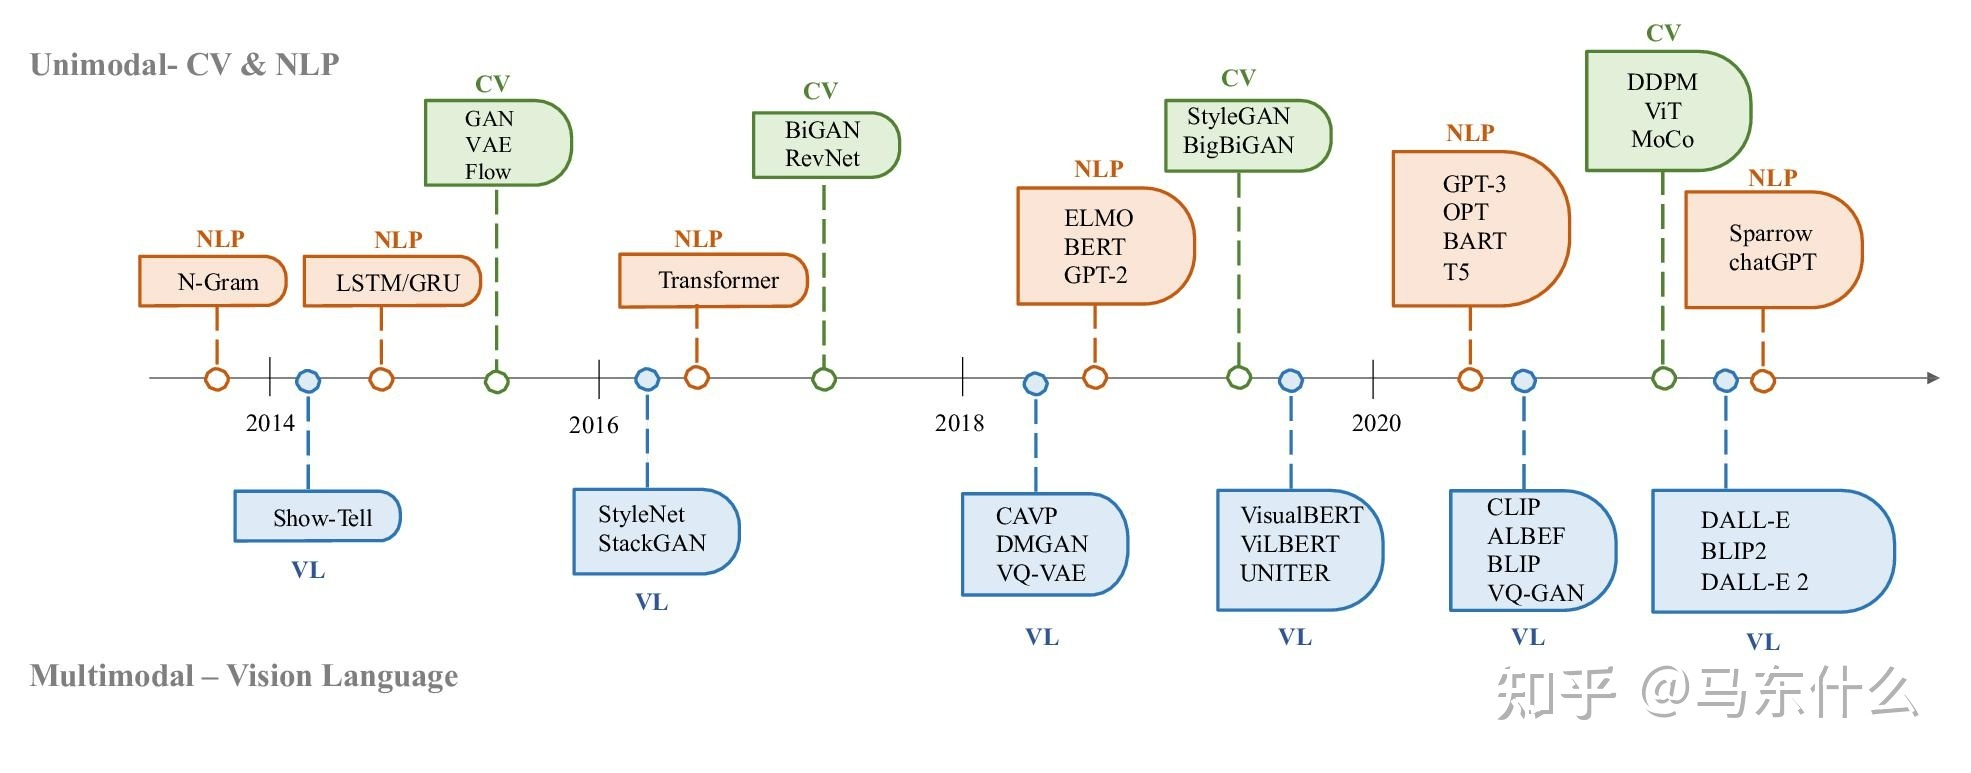 Unimodal- CV & NLP
NLP
N-Gram
NLP
LSTM/GRU
CV
GAN
VAE
Flow
NLP
Transformer
CV
BiGAN
RevNet
NLP
ELMO
BERT
GPT-2
CV
StyleGAN
BigBiGAN
NLP
GPT-3
OPT
BART
T5
CV
DDPM
ViT
MoCo
NLP
Sparrow
chatGPT
2014
2016
2018
2020
Show-Tell
VL
StyleNet
StackGAN
VL
CAVP
DMGAN
VQ-VAE
VL
VisualBERT
ViLBERT
UNITER
VL
CLIP
ALBEF
BLIP
VQ-GAN
VL
DALL-E
BLIP2
DALL-E 2
VL
Multimodal – Vision Language
知乎 @马东什么